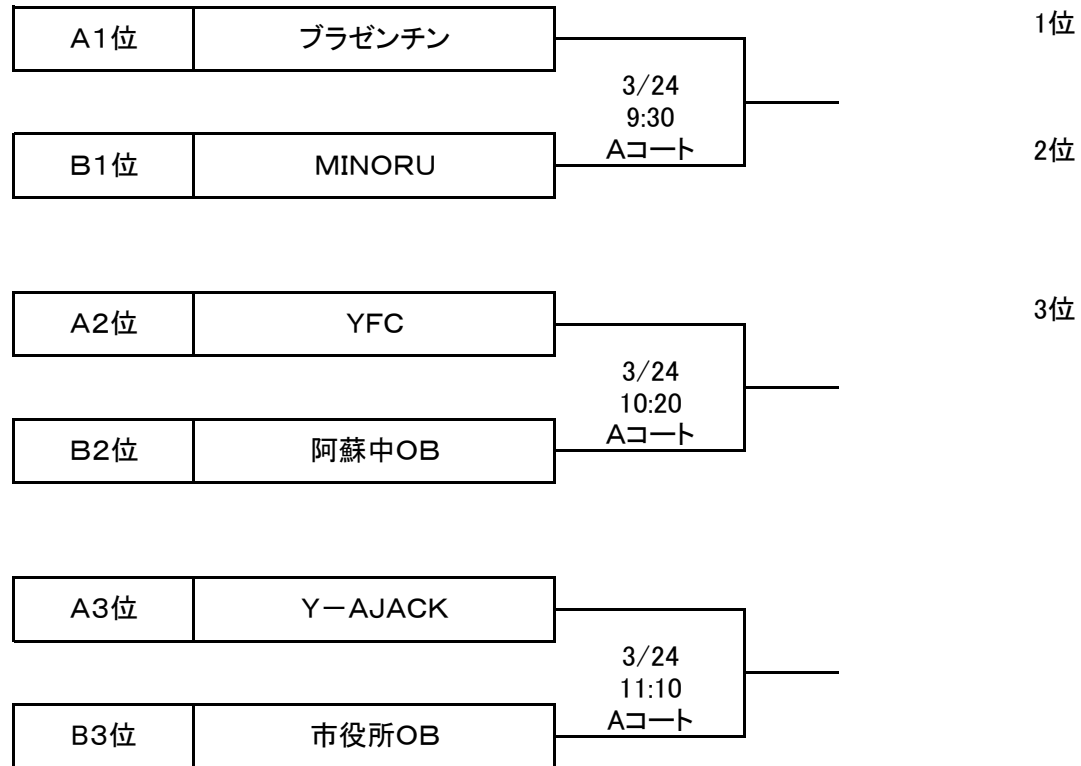 A1位 ブラゼンチン
1位
3/24
9:30
Aコート
B1位 MINORU
2位
A2位 YFC
3位
3/24
10:20
Aコート
B2位 阿蘇中OB
A3位 Y－AJACK
3/24
11:10
Aコート
B3位 市役所OB